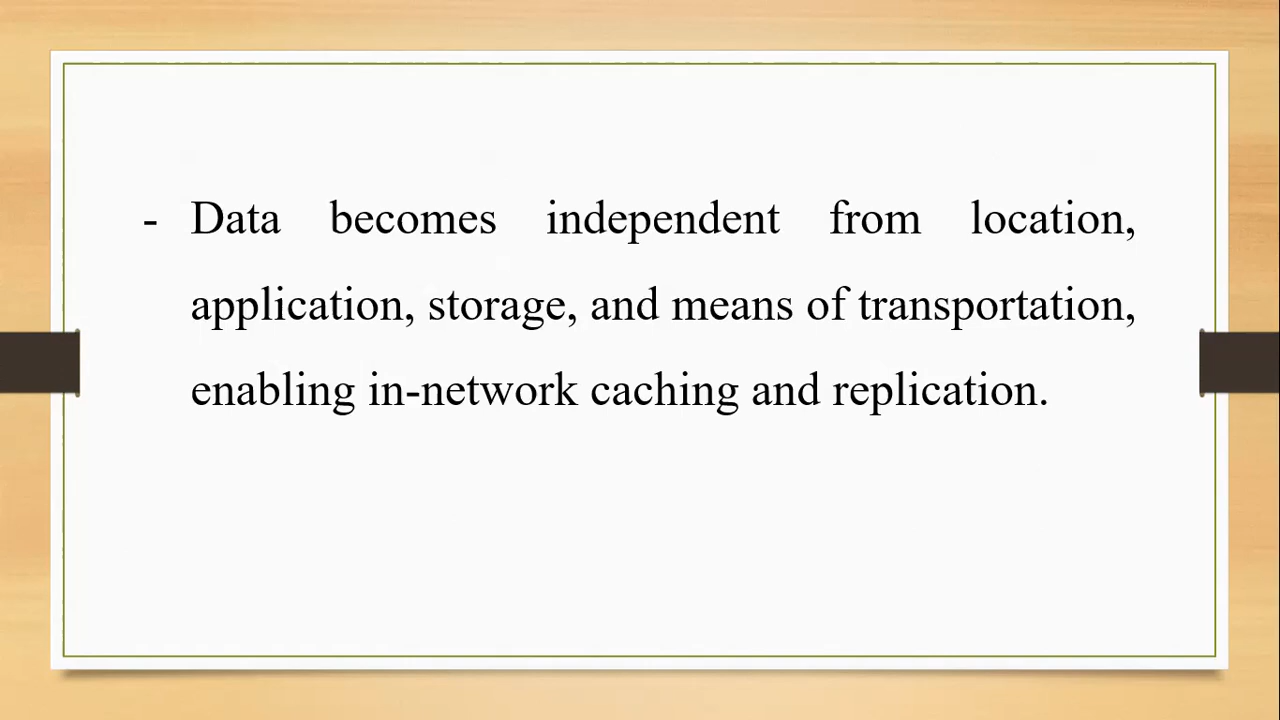 - Data becomes independent from location,
application, storage, and means of transportation,
enabling in-network caching and replication.